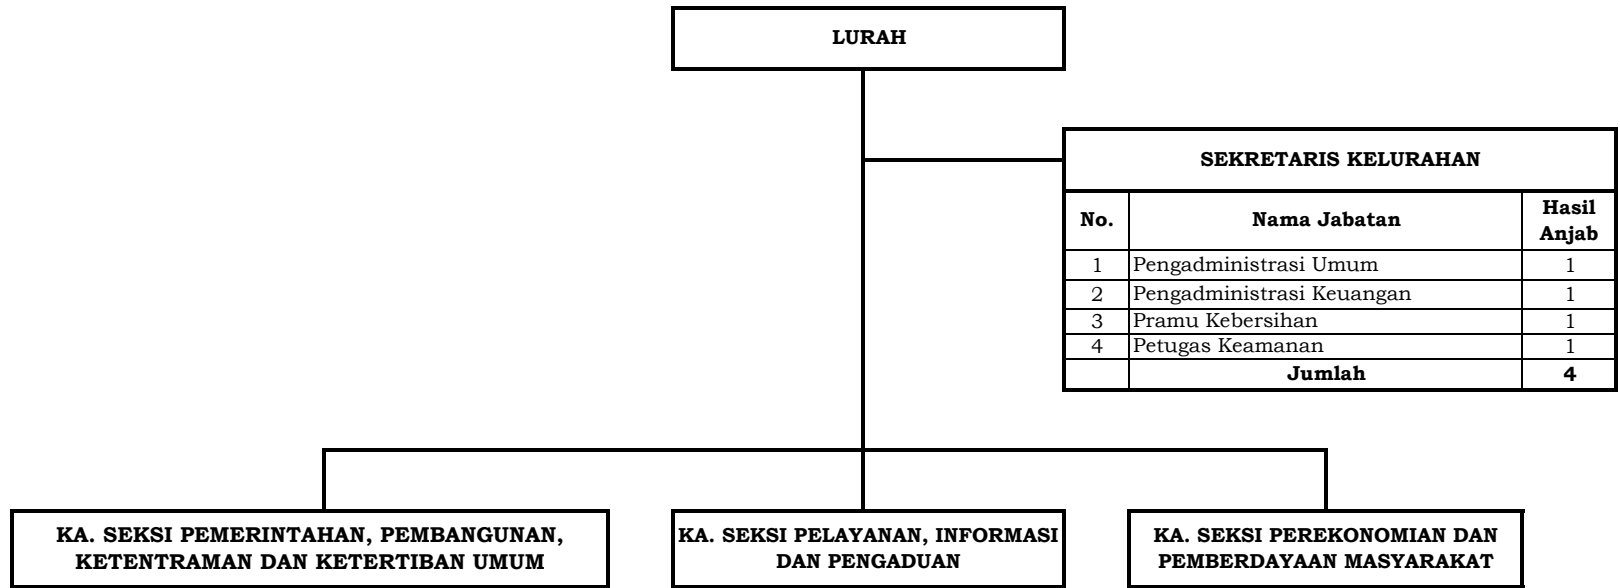 LURAH
SEKRETARIS KELURAHAN
No. Nama Jabatan Hasil Anjab
1 Pengadministrasi Umum 1
2 Pengadministrasi Keuangan 1
3 Pramu Kebersihan 1
4 Petugas Keamanan 1
Jumlah 4
KA. SEKSI PEMERINTAHAN, PEMBANGUNAN,
KETENTRAMAN DAN KETERTIBAN UMUM
KA. SEKSI PELAYANAN, INFORMASI
DAN PENGADUAN
KA. SEKSI PEREKONOMIAN DAN
PEMBERDAYAAN MASYARAKAT